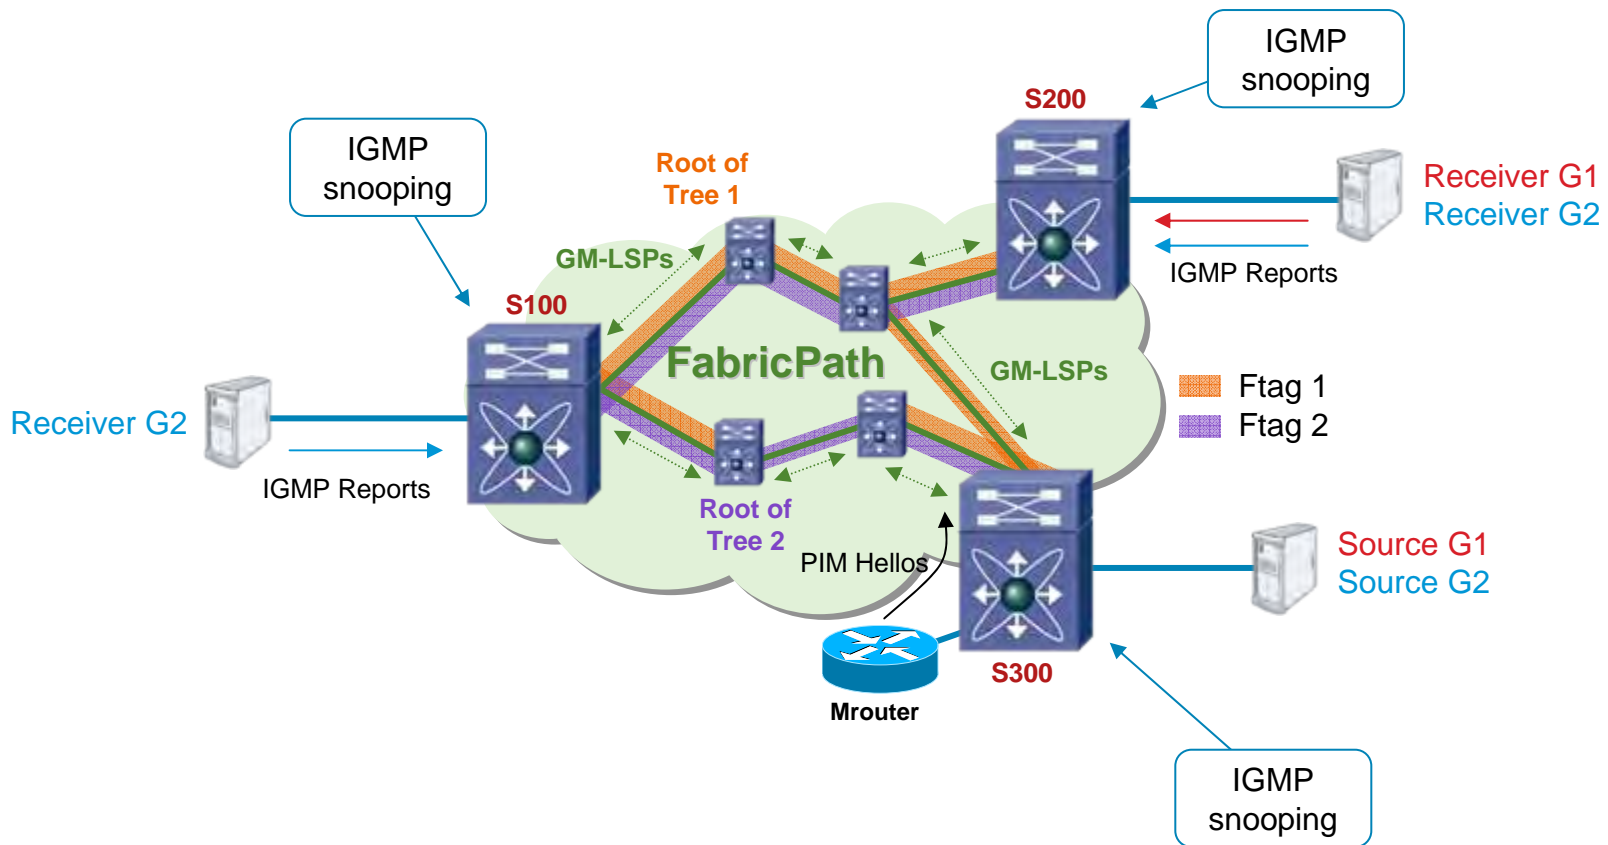 IGMP
snooping
S200
IGMP
snooping
Root of
Tree 1
Receiver G1
Receiver G2
IGMP Reports
GM-LSPs
S100
FabricPath
GM-LSPs
Ftag 1
Ftag 2
Receiver G2
IGMP Reports
Root of
Tree 2
PIM Hellos
Source G1
Source G2
S300
Mrouter
IGMP
snooping